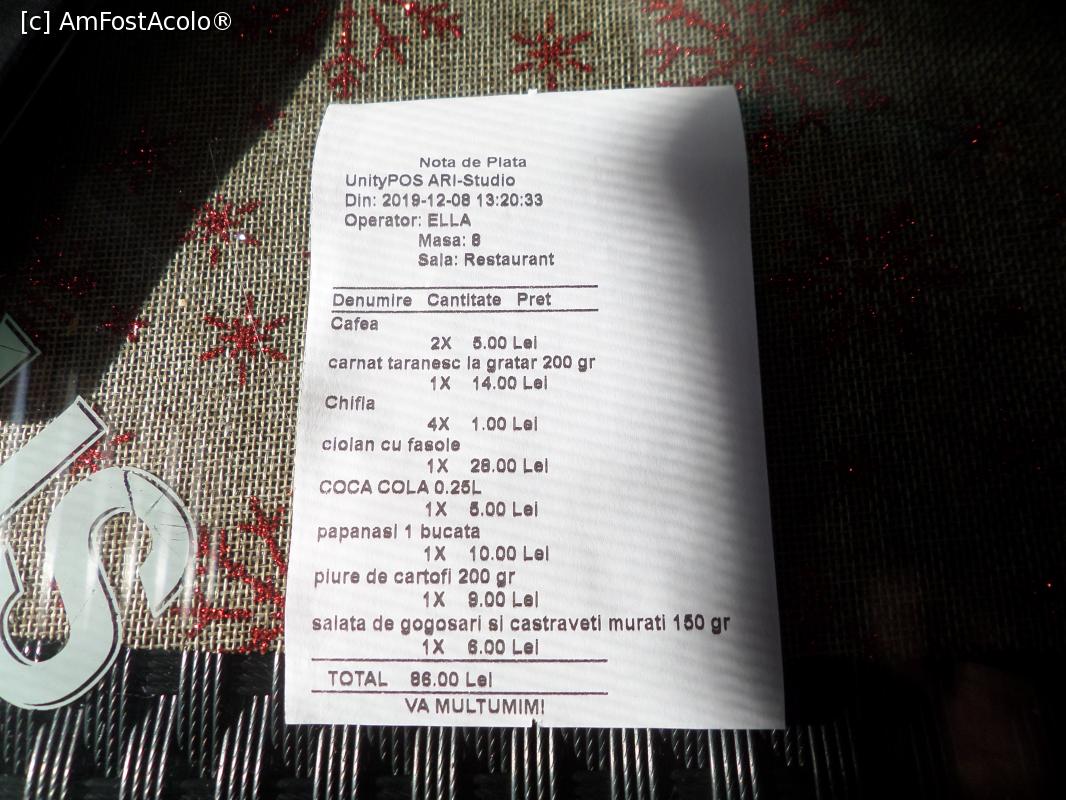 [c] AmFostAcolo®
Nota de Plata
UnityPOS ARI-Studio
Din: 2019-12-08 13:20:33
Operator: ELLA
Masa: 8
Sala: Restaurant
Denumire Cantitate Pret
Cafea
2X 5.00 Lei
carnat taranesc la gratar 200 gr
1X 14.00 Lei
Chifla
4X 1.00 Lei
ciolan cu fasole
1X 28.00 Lei
COCA COLA 0.25L
1X 5.00 Lei
papanasi 1 bucata
1X 10.00 Lei
piure de cartofi 200 gr
1X 9.00 Lei
salata de gogosari si castraveti murati 150 gr
1X 6.00 Lei
TOTAL 86.00 Lei
VA MULTUMIM!